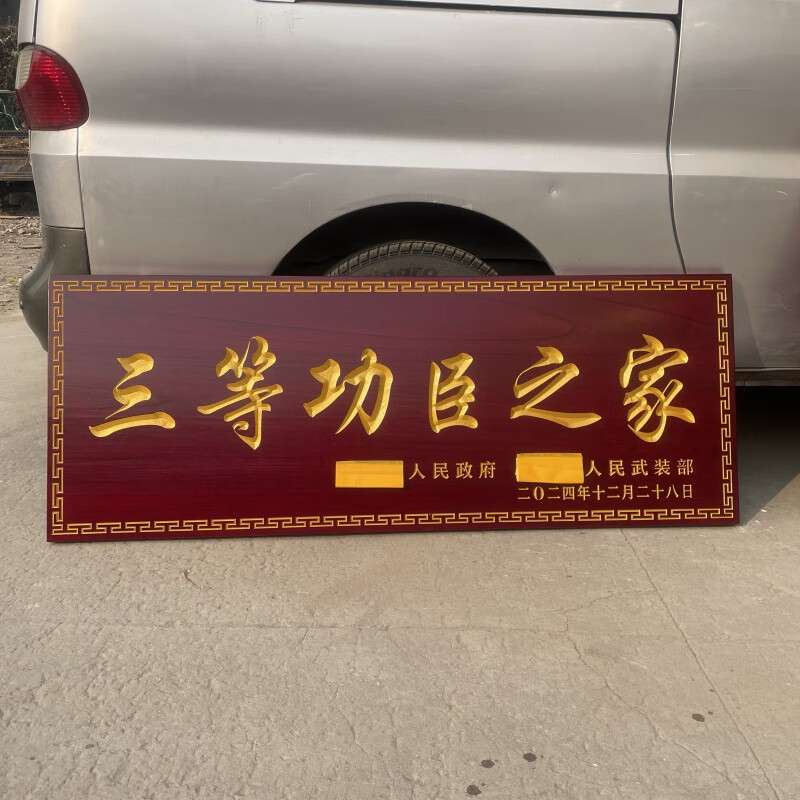 三等功臣之家
人民政府 人民武装部
二〇二四年十二月二十八日